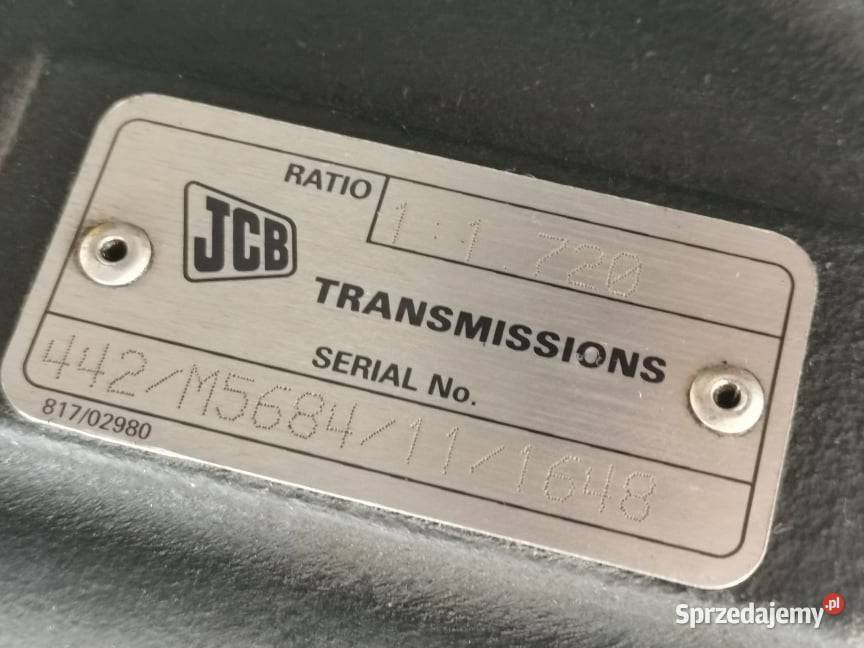 RATIO 1:1.720
JCB
TRANSMISSIONS
SERIAL No.
442/M5684/11/1648
817/02980
Sprzedajemy.pl